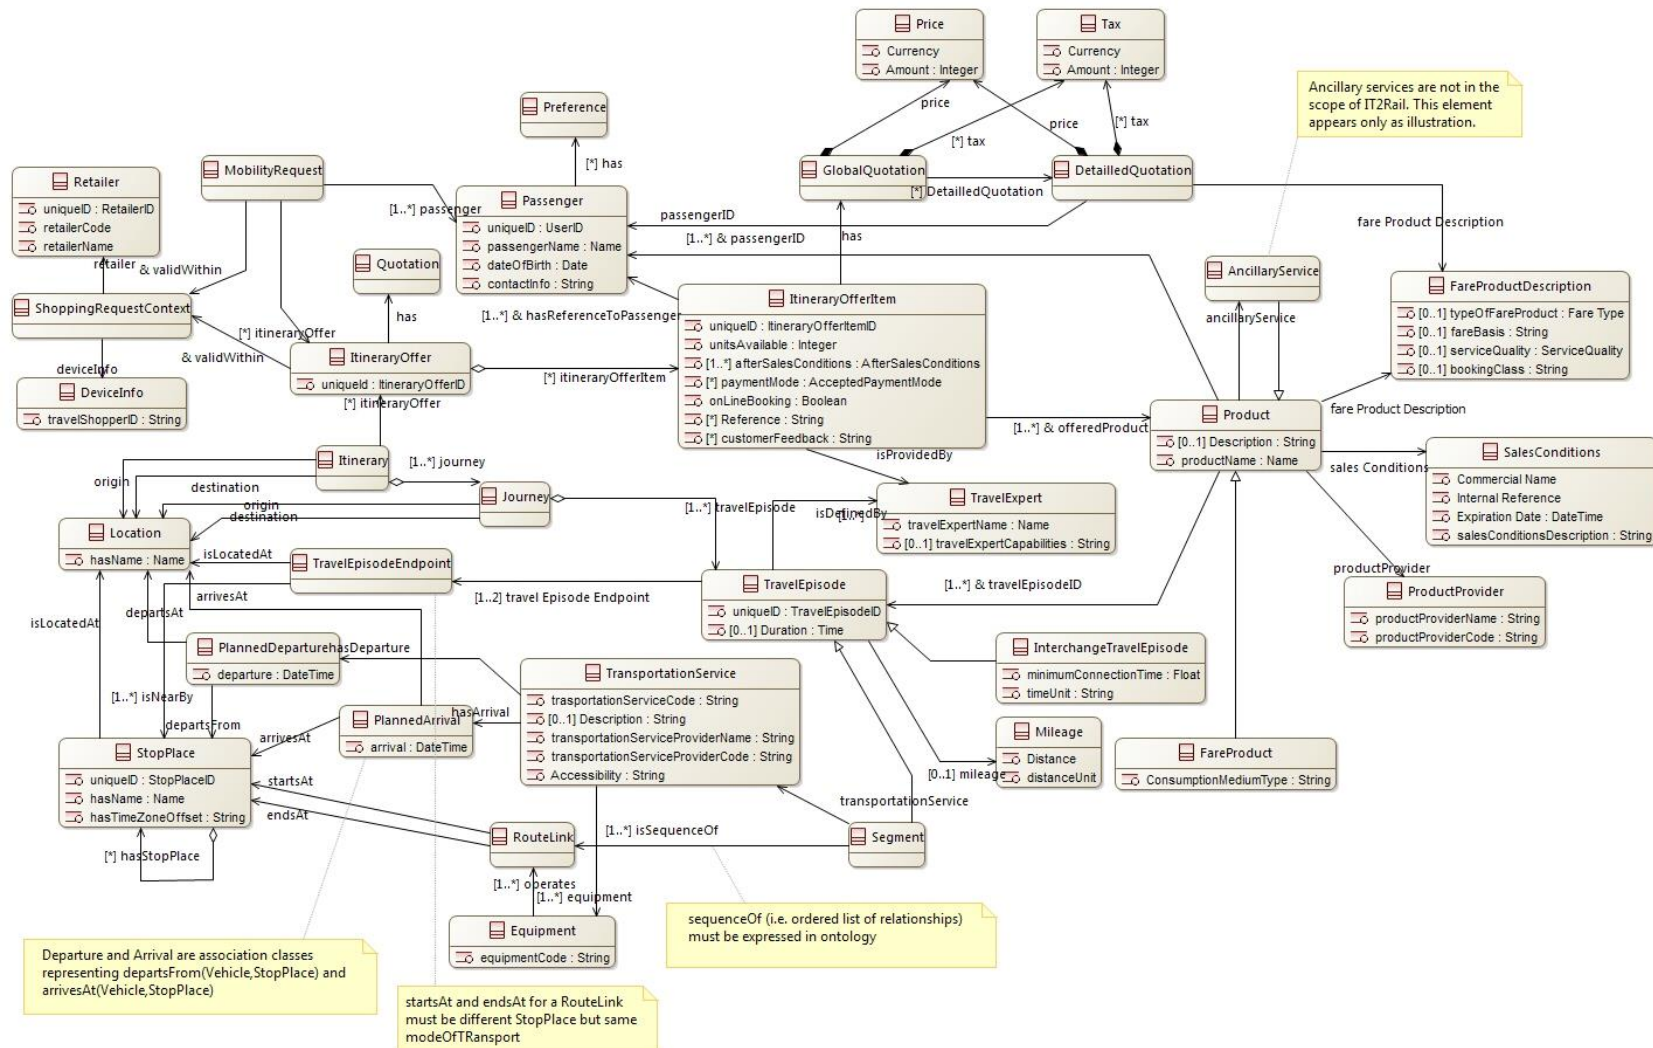 Price
Currency
Amount : Integer
Tax
Currency
Amount : Integer
Ancillary services are not in the
scope of IT2Rail. This element
appears only as illustration.
price
[*] tax
price
[*] tax
Preference
[*] has
MobilityRequest
Retailer
uniqueID : RetailerID
retailerCode
retailerName
retailer
& validWithin
[1..*] passenger
Passenger
uniqueID : UserID
passengerName : Name
dateOfBirth : Date
contactInfo : String
GlobalQuotation
[*] DetailledQuotation
DetailledQuotation
passengerID
[1..*] & passengerID
has
fare Product Description
Quotation
has
AncillaryService
ancillaryService
FareProductDescription
[0..1] typeOfFareProduct : Fare Type
[0..1] fareBasis : String
[0..1] serviceQuality : ServiceQuality
[0..1] bookingClass : String
fare Product Description
ShoppingRequestContext
[*] itineraryOffer
& validWithin
deviceInfo
DeviceInfo
travelShopperID : String
ItineraryOffer
uniqueId : ItineraryOfferID
[*] itineraryOffer
[1..*] & hasReferenceToPassenger
[*] itineraryOfferItem
ItineraryOfferItem
uniqueID : ItineraryOfferItemID
unitsAvailable : Integer
[1..*] afterSalesConditions : AfterSalesConditions
[*] paymentMode : AcceptedPaymentMode
onLineBooking : Boolean
[*] Reference : String
[*] customerFeedback : String
[1..*] & offeredProduct
isProvidedBy
Product
[0..1] Description : String
productName : Name
sales Conditions
SalesConditions
Commercial Name
Internal Reference
Expiration Date : DateTime
salesConditionsDescription : String
Itinerary
[1..*] journey
origin
destination
origin
destination
Journey
[1..*] travelEpisode
isDefinedBy
TravelExpert
travelExpertName : Name
[0..1] travelExpertCapabilities : String
Location
hasName : Name
isLocatedAt
TravelEpisodeEndpoint
arrivesAt
departsAt
isLocatedAt
[1..2] travel Episode Endpoint
TravelEpisode
uniqueID : TravelEpisodeID
[0..1] Duration : Time
[1..*] & travelEpisodeID
productProvider
ProductProvider
productProviderName : String
productProviderCode : String
PlannedDeparture
departure : DateTime
hasDeparture
InterchangeTravelEpisode
minimumConnectionTime : Float
timeUnit : String
TransportationService
trasportationServiceCode : String
[0..1] Description : String
transportationServiceProviderName : String
transportationServiceProviderCode : String
Accessibility : String
[1..*] isNearBy
departsFrom
arrivesAt
PlannedArrival
arrival : DateTime
hasArrival
Mileage
Distance
distanceUnit
[0..1] mileage
FareProduct
ConsumptionMediumType : String
StopPlace
uniqueID : StopPlaceID
hasName : Name
hasTimeZoneOffset : String
startsAt
endsAt
[*] hasStopPlace
transportationService
RouteLink
[1..*] isSequenceOf
Segment
[1..*] operates
[1..*] equipment
Equipment
equipmentCode : String
sequenceOf (i.e. ordered list of relationships)
must be expressed in ontology
Departure and Arrival are association classes
representing departsFrom(Vehicle,StopPlace) and
arrivesAt(Vehicle,StopPlace)
startsAt and endsAt for a RouteLink
must be different StopPlace but same
modeOfTRansport